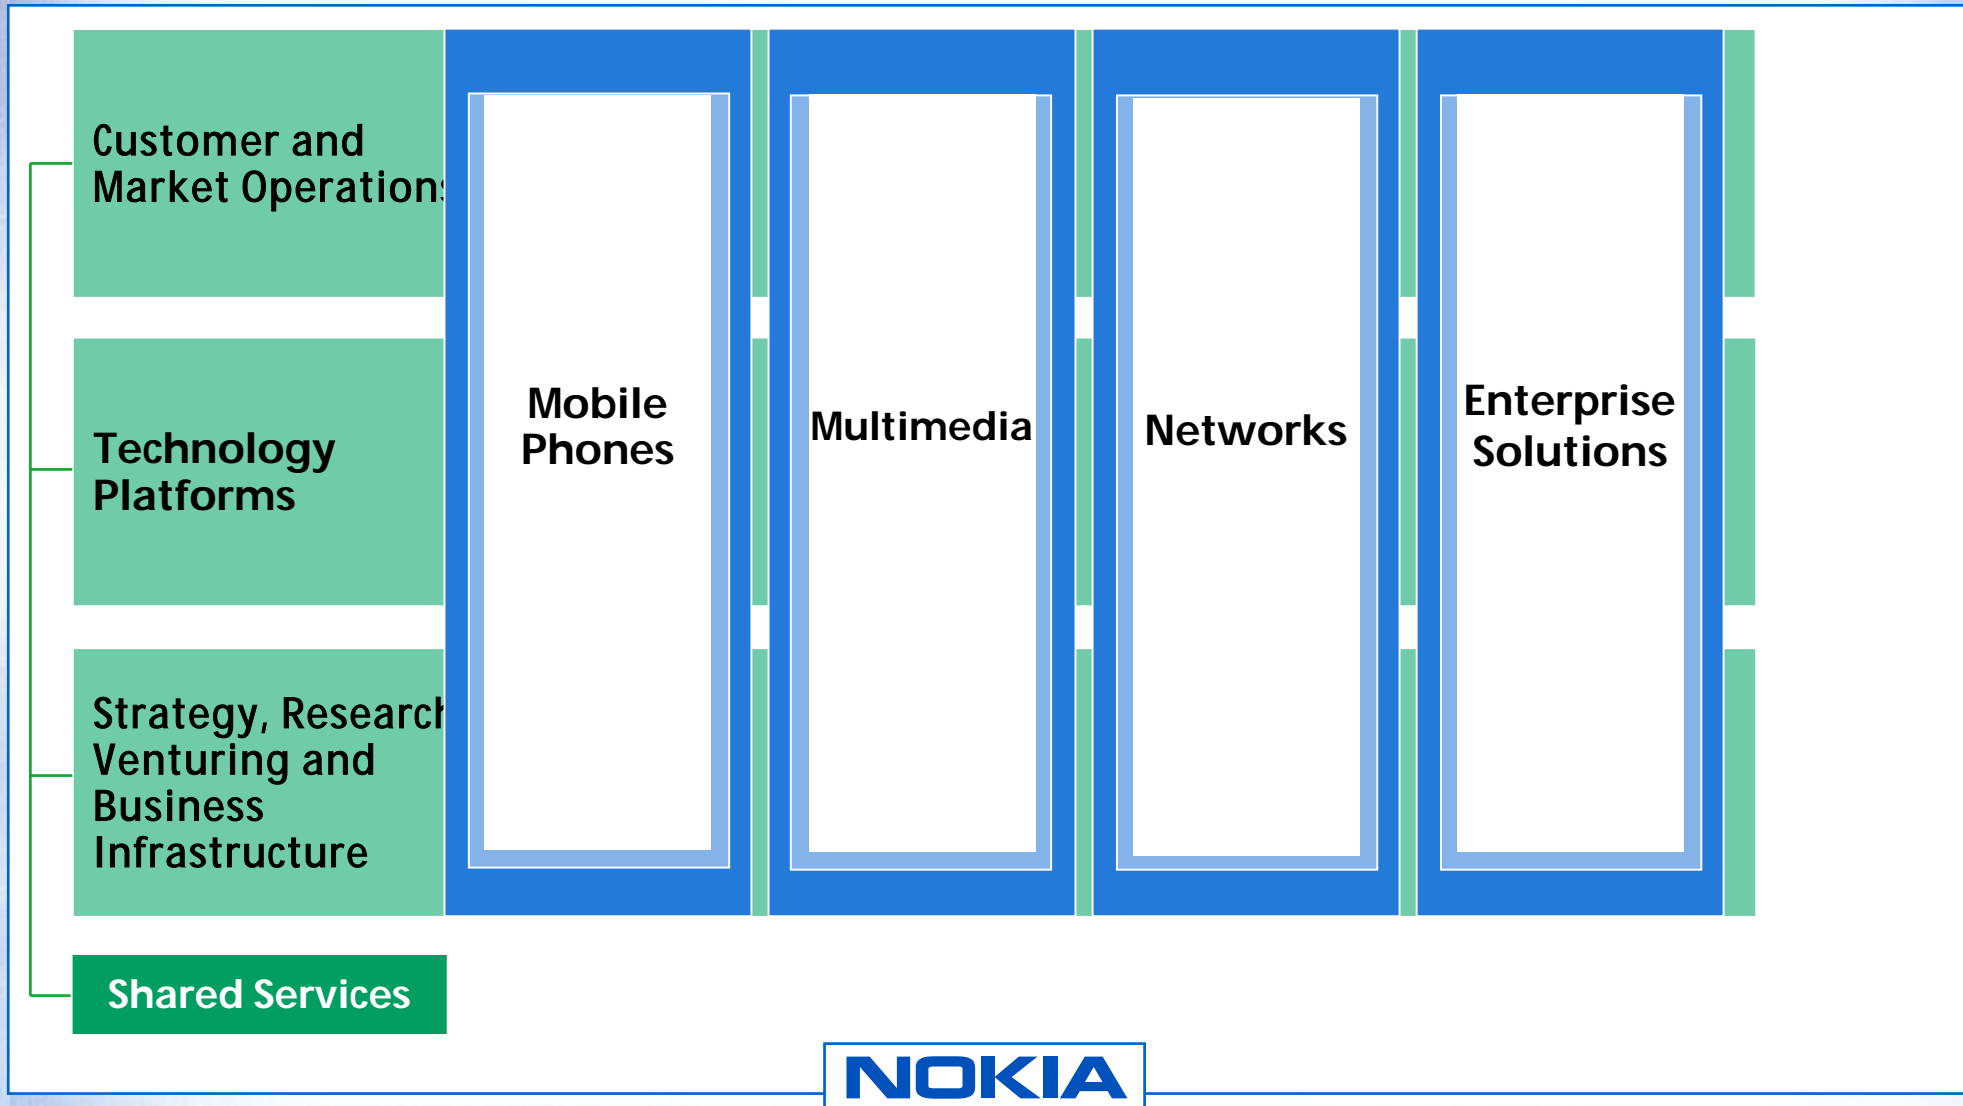 Customer and
Market Operations
Technology
Platforms
Strategy, Research
Venturing and
Business
Infrastructure
Shared Services
Mobile
Phones
Multimedia
Networks
Enterprise
Solutions
NOKIA